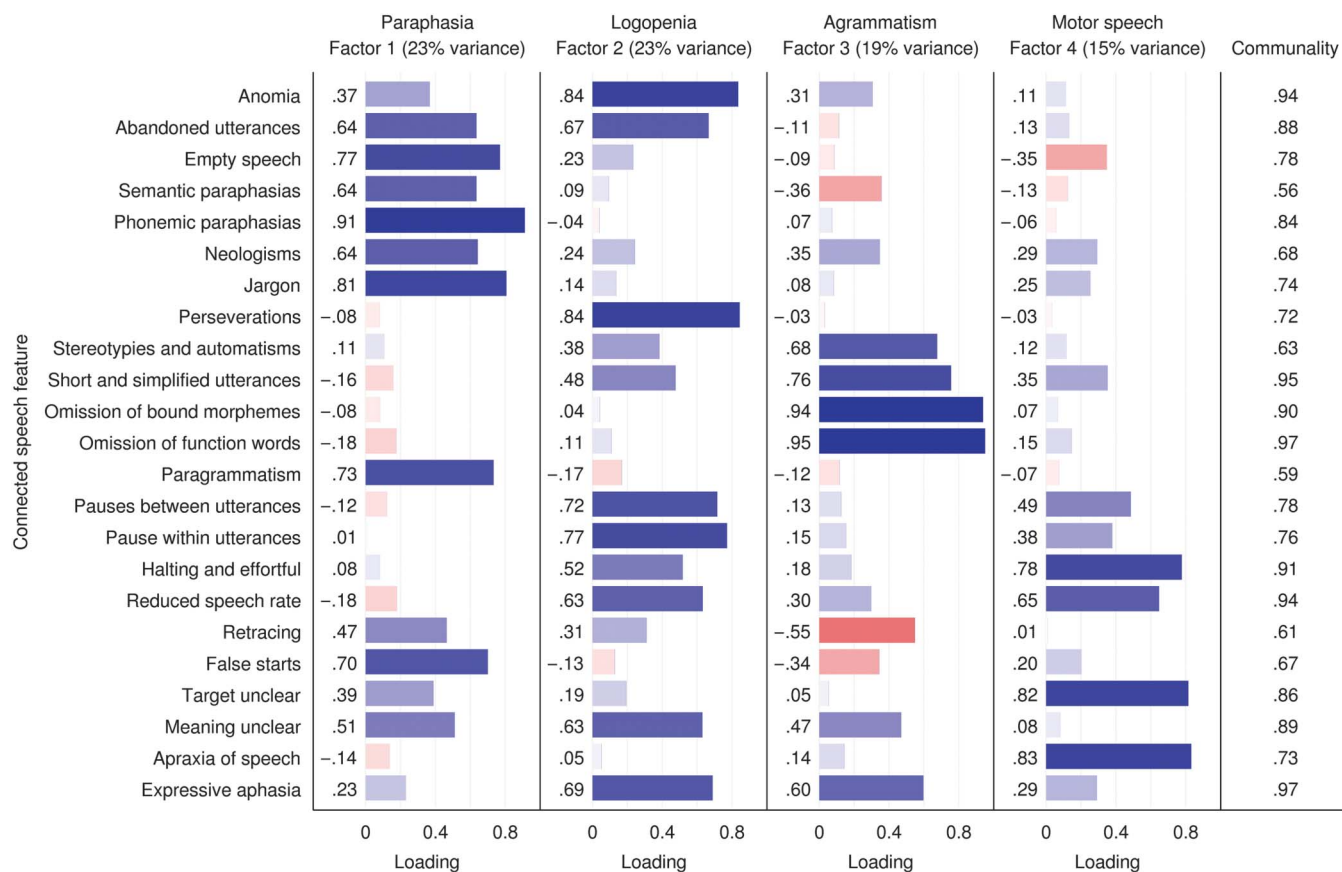 Paraphasia Logopenia Agrammatism Motor speech
Factor 1 (23% variance) Factor 2 (23% variance) Factor 3 (19% variance) Factor 4 (15% variance) Communality
Anomia .37 .84 .31 .11 .94
Abandoned utterances .64 .67 −.11 .13 .88
Empty speech .77 .23 −.09 −.35 .78
Semantic paraphasias .64 .09 −.36 −.13 .56
Phonemic paraphasias .91 −.04 .07 −.06 .84
Neologisms .64 .24 .35 .29 .68
Jargon .81 .14 .08 .25 .74
Perseverations −.08 .84 −.03 −.03 .72
Stereotypies and automatisms .11 .38 .68 .12 .63
Short and simplified utterances −.16 .48 .76 .35 .95
Omission of bound morphemes −.08 .04 .94 .07 .90
Omission of function words −.18 .11 .95 .15 .97
Paragrammatism .73 −.17 −.12 −.07 .59
Pauses between utterances −.12 .72 .13 .49 .78
Pause within utterances .01 .77 .15 .38 .76
Halting and effortful .08 .52 .18 .78 .91
Reduced speech rate −.18 .63 .30 .65 .94
Retracing .47 .31 −.55 .01 .61
False starts .70 −.13 −.34 .20 .67
Target unclear .39 .19 .05 .82 .86
Meaning unclear .51 .63 .47 .08 .89
Apraxia of speech −.14 .05 .14 .83 .73
Expressive aphasia .23 .69 .60 .29 .97
Connected speech feature
0 0.4 0.8 0 0.4 0.8 0 0.4 0.8 0 0.4 0.8
Loading Loading Loading Loading